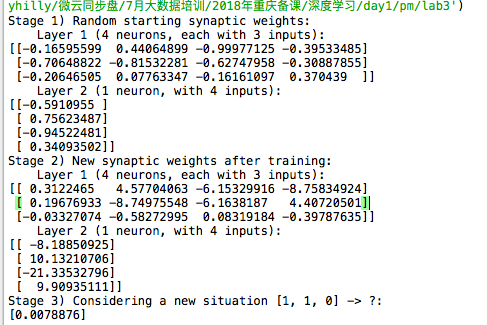 yhilly/微云同步盘/7月大数据培训/2018年重庆备课/深度学习/day1/pm/lab3')
Stage 1) Random starting synaptic weights:
    Layer 1 (4 neurons, each with 3 inputs):
[[-0.16595599  0.44064899 -0.99977125 -0.39533485]
 [-0.70648822 -0.81532281 -0.62747958 -0.30887855]
 [-0.20646505  0.07763347 -0.16161097  0.370439  ]]
    Layer 2 (1 neuron, with 4 inputs):
[[-0.5910955 ]
 [ 0.75623487]
 [-0.94522481]
 [ 0.34093502]]
Stage 2) New synaptic weights after training:
    Layer 1 (4 neurons, each with 3 inputs):
[[ 0.3122465   4.57704063 -6.15329916 -8.75834924]
 [ 0.19676933 -8.74975548 -6.1638187   4.40720501]
 [-0.03327074 -0.58272995  0.08319184 -0.39787635]]
    Layer 2 (1 neuron, with 4 inputs):
[[ -8.18850925]
 [ 10.13210706]
 [-21.33532796]
 [  9.90935111]]
Stage 3) Considering a new situation [1, 1, 0] -> ?:
[0.0078876]